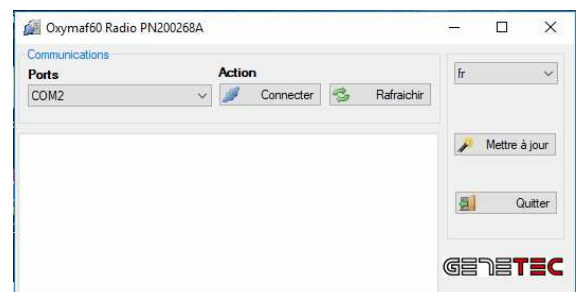 Oxymaf60 Radio PN200268A
Communications
Ports
Action
COM2
Connecter
Rafraichir
fr
Mettre à jour
Quitter
GENETEC